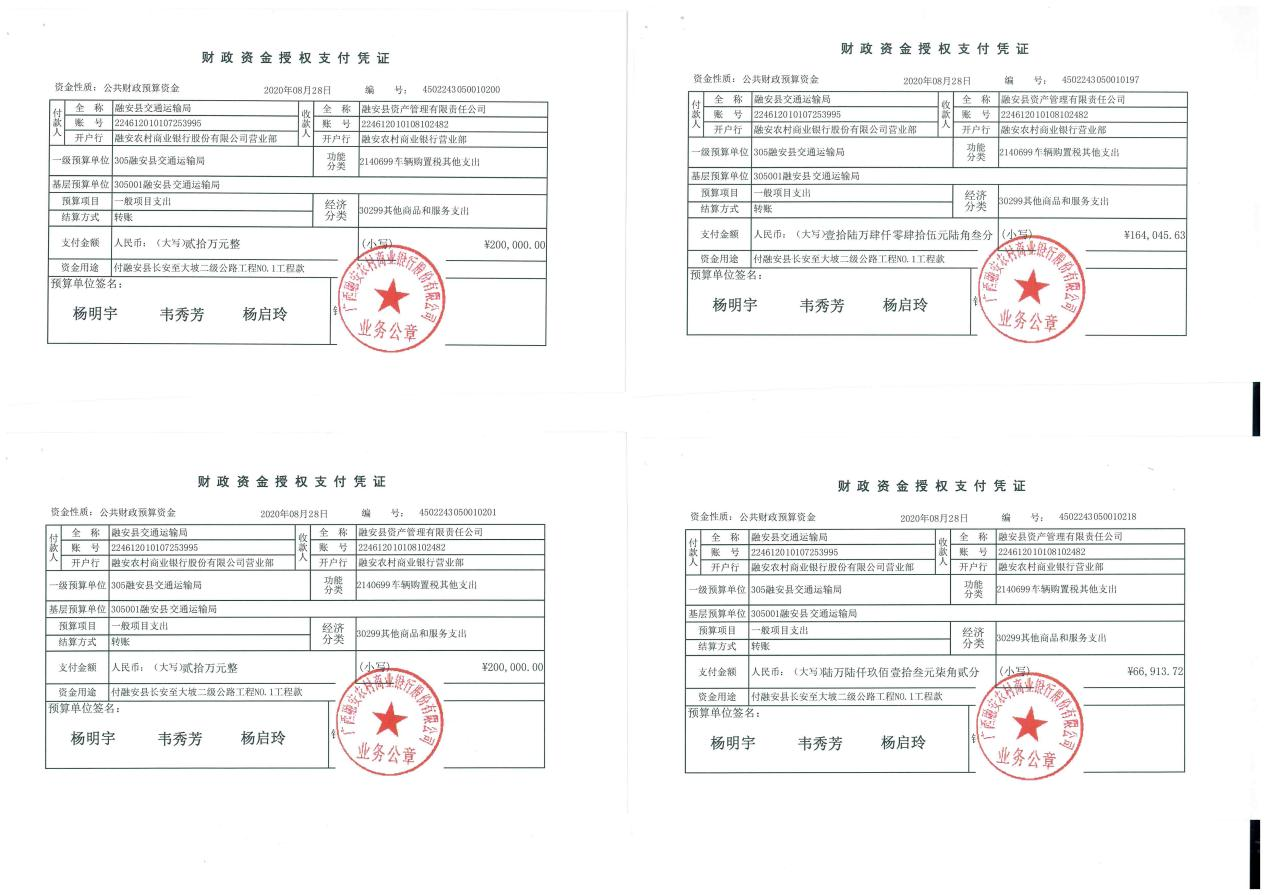 财政资金授权支付凭证
资金性质: 公共财政预算资金 2020年08月28日 编 号: 4502243050010200
付款人 全 称 融安县交通运输局 收款人 全 称 融安县资产管理有限责任公司
账 号 224612010107253995 账 号 224612010108102482
开户行 融安农村商业银行股份有限公司营业部 开户行 融安农村商业银行营业部
一级预算单位 305融安县交通运输局 功能分类 2140699车辆购置税其他支出
基层预算单位 305001融安县交通运输局
预算项目 一般项目支出 经济分类 30299其他商品和服务支出
结算方式 转账
支付金额 人民币: (大写)贰拾万元整 (小写) ¥200,000.00
资金用途 付融安县长安至大坡二级公路工程NO.1工程款
预算单位签名:
杨明宇 韦秀芳 杨启玲
广西融安农村商业银行股份有限公司
业务公章
财政资金授权支付凭证
资金性质: 公共财政预算资金 2020年08月28日 编 号: 4502243050010197
付款人 全 称 融安县交通运输局 收款人 全 称 融安县资产管理有限责任公司
账 号 224612010107253995 账 号 224612010108102482
开户行 融安农村商业银行股份有限公司营业部 开户行 融安农村商业银行营业部
一级预算单位 305融安县交通运输局 功能分类 2140699车辆购置税其他支出
基层预算单位 305001融安县交通运输局
预算项目 一般项目支出 经济分类 30299其他商品和服务支出
结算方式 转账
支付金额 人民币: (大写)壹拾陆万肆仟零肆拾伍元陆角叁分 (小写) ¥164,045.63
资金用途 付融安县长安至大坡二级公路工程NO.1工程款
预算单位签名:
杨明宇 韦秀芳 杨启玲
广西融安农村商业银行股份有限公司
业务公章
财政资金授权支付凭证
资金性质: 公共财政预算资金 2020年08月28日 编 号: 4502243050010201
付款人 全 称 融安县交通运输局 收款人 全 称 融安县资产管理有限责任公司
账 号 224612010107253995 账 号 224612010108102482
开户行 融安农村商业银行股份有限公司营业部 开户行 融安农村商业银行营业部
一级预算单位 305融安县交通运输局 功能分类 2140699车辆购置税其他支出
基层预算单位 305001融安县交通运输局
预算项目 一般项目支出 经济分类 30299其他商品和服务支出
结算方式 转账
支付金额 人民币: (大写)贰拾万元整 (小写) ¥200,000.00
资金用途 付融安县长安至大坡二级公路工程NO.1工程款
预算单位签名:
杨明宇 韦秀芳 杨启玲
广西融安农村商业银行股份有限公司
业务公章
财政资金授权支付凭证
资金性质: 公共财政预算资金 2020年08月28日 编 号: 4502243050010218
付款人 全 称 融安县交通运输局 收款人 全 称 融安县资产管理有限责任公司
账 号 224612010107253995 账 号 224612010108102482
开户行 融安农村商业银行股份有限公司营业部 开户行 融安农村商业银行营业部
一级预算单位 305融安县交通运输局 功能分类 2140699车辆购置税其他支出
基层预算单位 305001融安县交通运输局
预算项目 一般项目支出 经济分类 30299其他商品和服务支出
结算方式 转账
支付金额 人民币: (大写)陆万陆仟玖佰壹拾叁元柒角贰分 (小写) ¥66,913.72
资金用途 付融安县长安至大坡二级公路工程NO.1工程款
预算单位签名:
杨明宇 韦秀芳 杨启玲
广西融安农村商业银行股份有限公司
业务公章